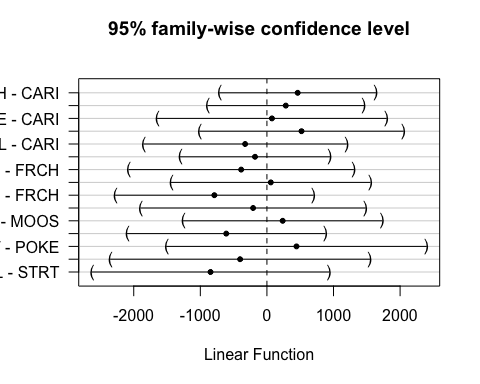 95% family-wise confidence level
H - CARI
E - CARI
L - CARI
- FRCH
- FRCH
- MOOS
- POKE
- STRT
-2000 -1000 0 1000 2000
Linear Function